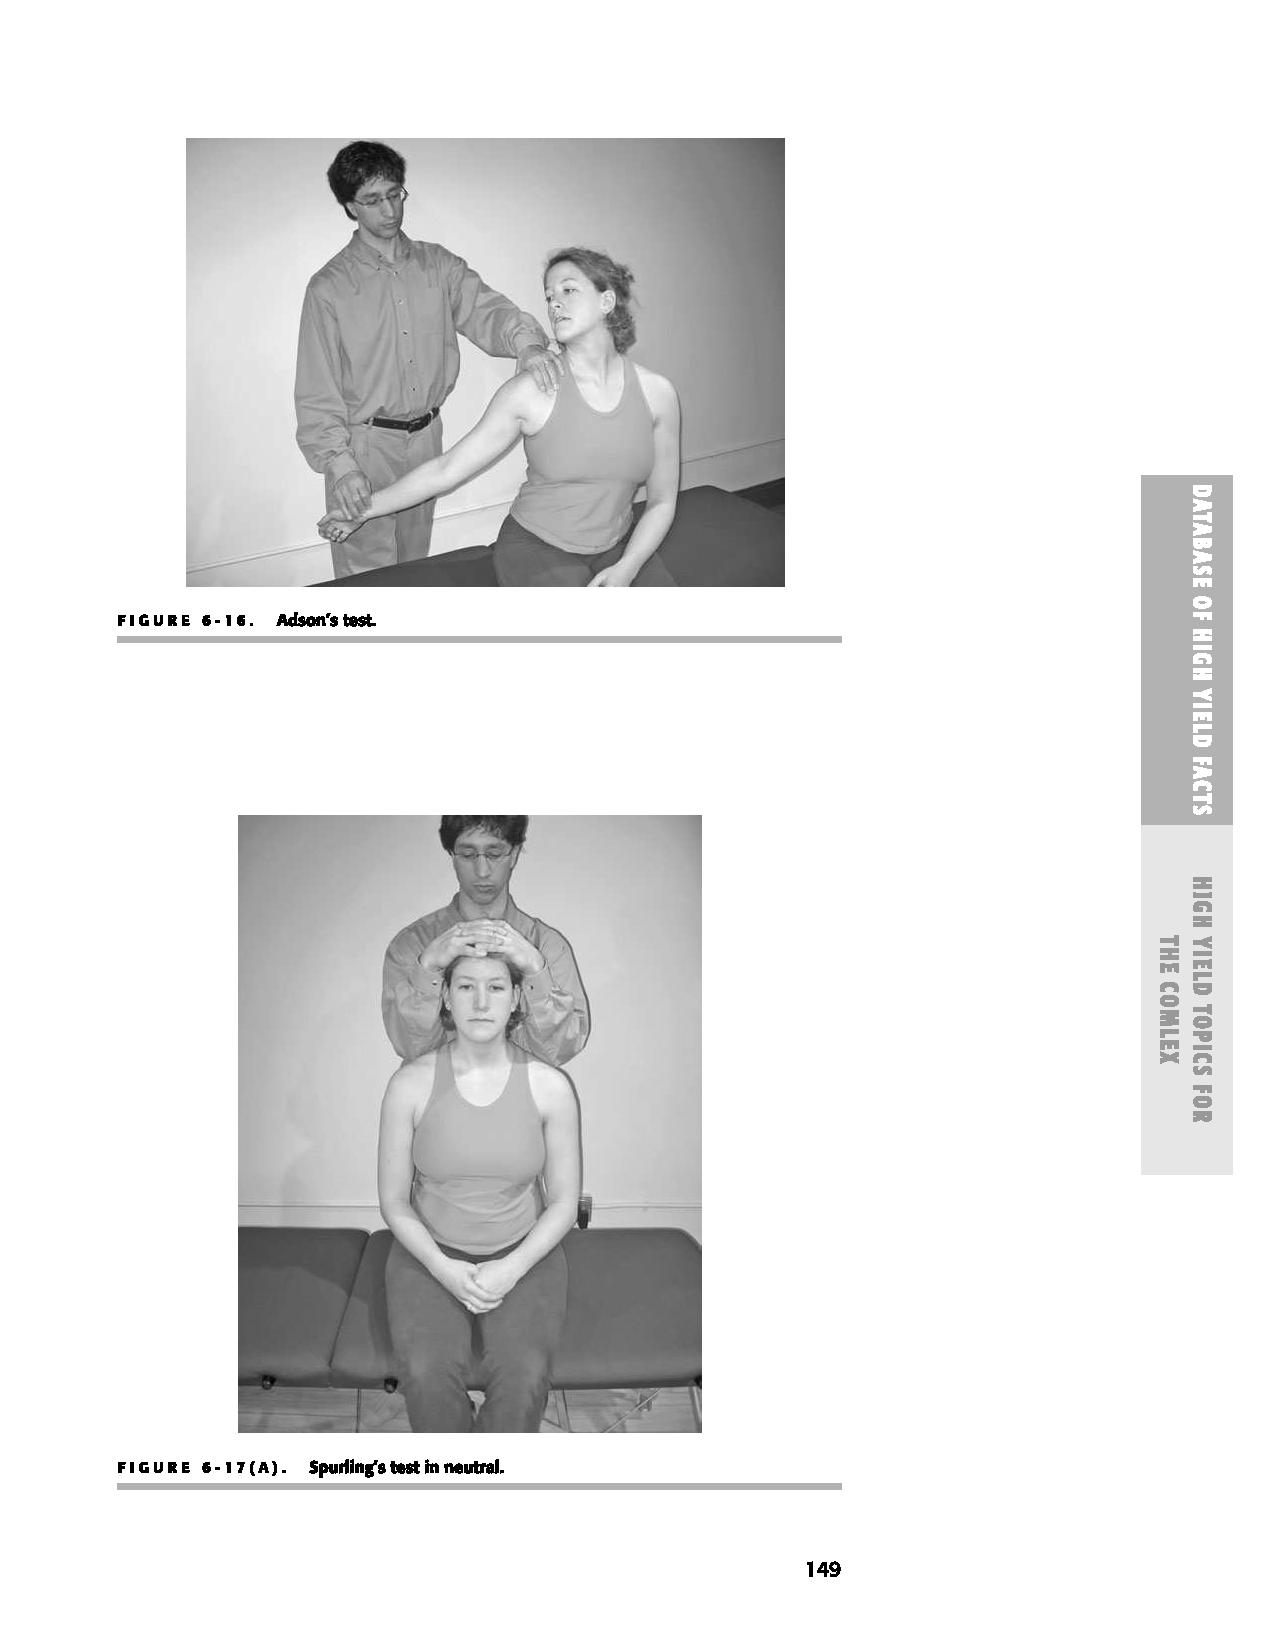 FIGURE 6-16. Adson's test.
FIGURE 6-17(A). Spurling's test in neutral.
149
DATABASE OF HIGH YIELD FACTS
HIGH YIELD TOPICS FOR
THE COMLEX